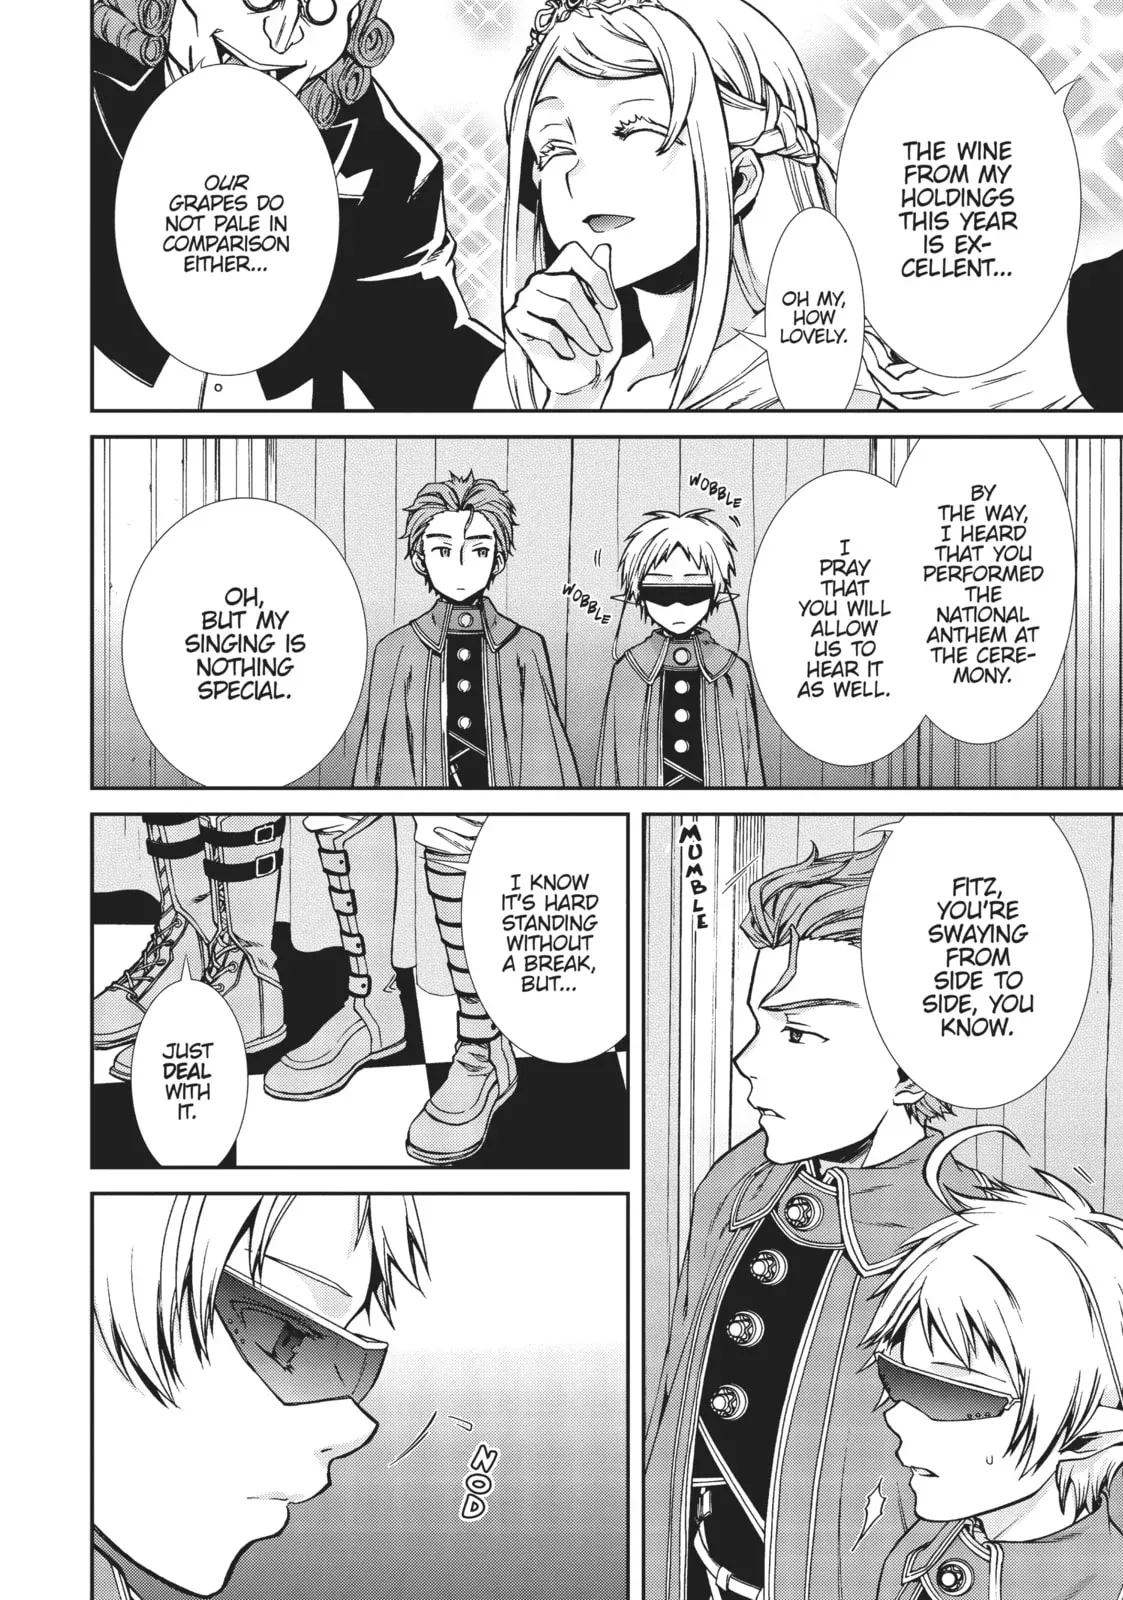 THE WINE
FROM MY
HOLDINGS
THIS YEAR
IS EX-
CELLENT...
OH MY,
HOW
LOVELY.
OUR
GRAPES DO
NOT PALE IN
COMPARISON
EITHER...
BY
THE WAY,
I HEARD
THAT YOU
PERFORMED
THE
NATIONAL
ANTHEM AT
THE CERE-
MONY.
I
PRAY
THAT
YOU WILL
ALLOW
US TO
HEAR IT
AS WELL.
WOBBLE
WOBBLE
OH,
BUT MY
SINGING IS
NOTHING
SPECIAL.
FITZ,
YOU'RE
SWAYING
FROM
SIDE TO
SIDE, YOU
KNOW.
MUMBLE
I KNOW
IT'S HARD
STANDING
WITHOUT
A BREAK,
BUT...
JUST
DEAL
WITH
IT.
NOD